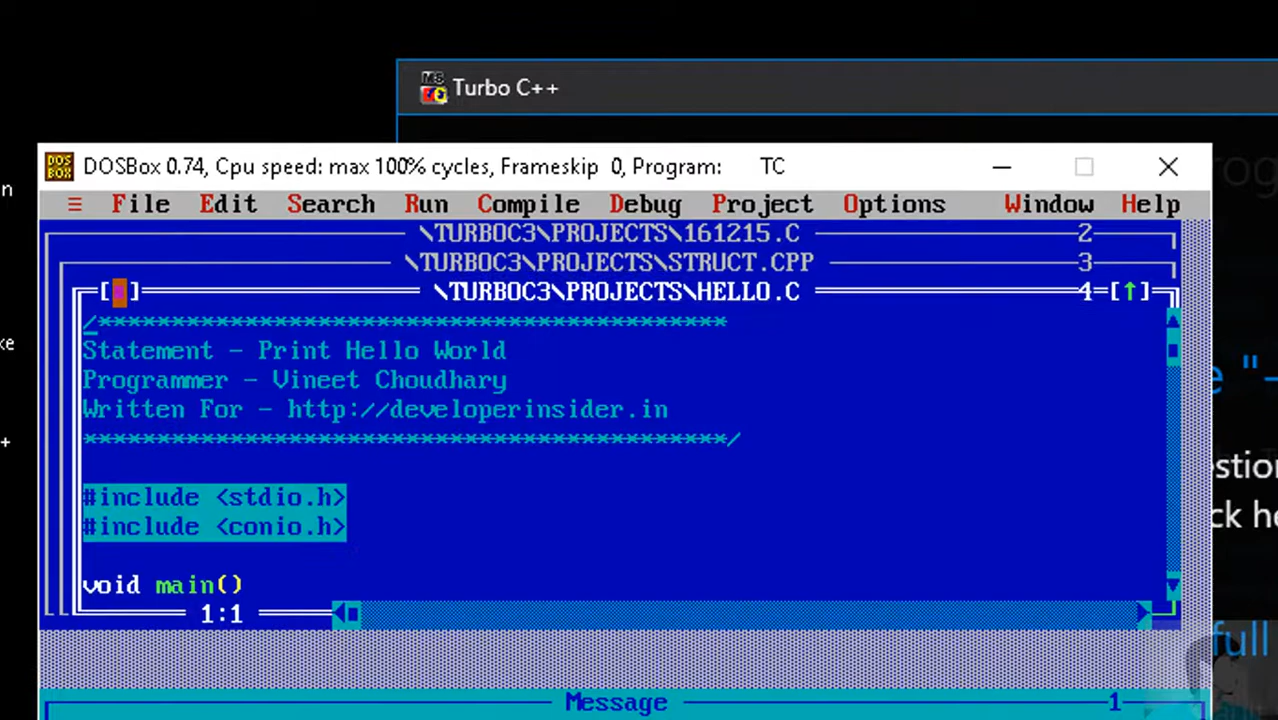 Turbo C++
DOSBox 0.74, Cpu speed: max 100% cycles, Frameskip 0, Program: TC
≡ File Edit Search Run Compile Debug Project Options Window Help
\TURBOC3\PROJECTS\161215.C 2
\TURBOC3\PROJECTS\STRUCT.CPP 3
\TURBOC3\PROJECTS\HELLO.C 4=[↑]
/*******************************************
Statement - Print Hello World
Programmer - Vineet Choudhary
Written For - http://developerinsider.in
********************************************/
#include <stdio.h>
#include <conio.h>
void main()
1:1
Message 1
full